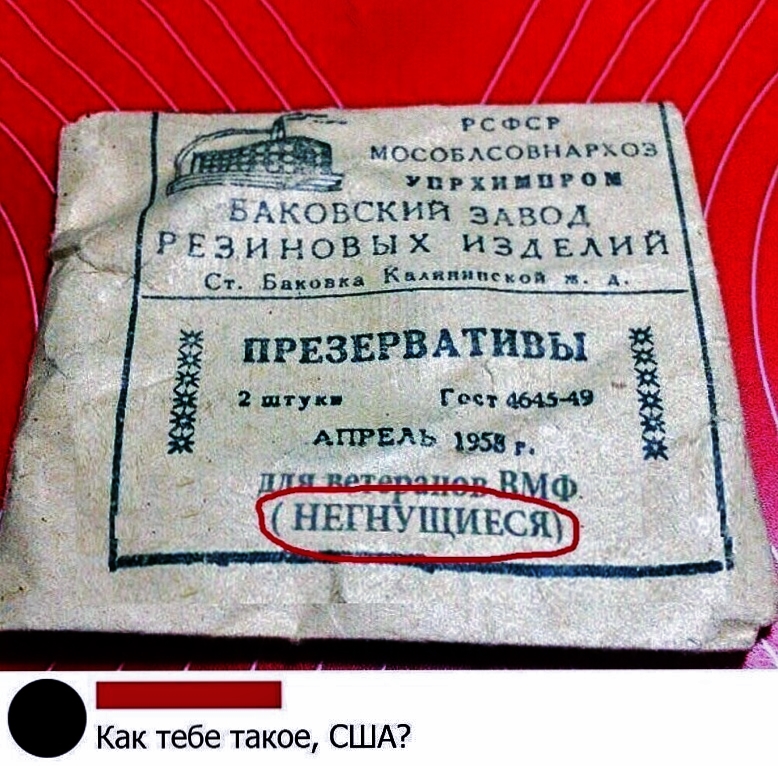 РСФСР
МОСОБЛСОВНАРХОЗ
УПРХИМПРОМ
БАКОВСКИЙ ЗАВОД
РЕЗИНОВЫХ ИЗДЕЛИЙ
Ст. Баковка Калининской ж. д.
ПРЕЗЕРВАТИВЫ
2 штуки Гост 4645-49
АПРЕЛЬ 1958 г.
для ветеранов ВМФ
(НЕГНУЩИЕСЯ)
Как тебе такое, США?